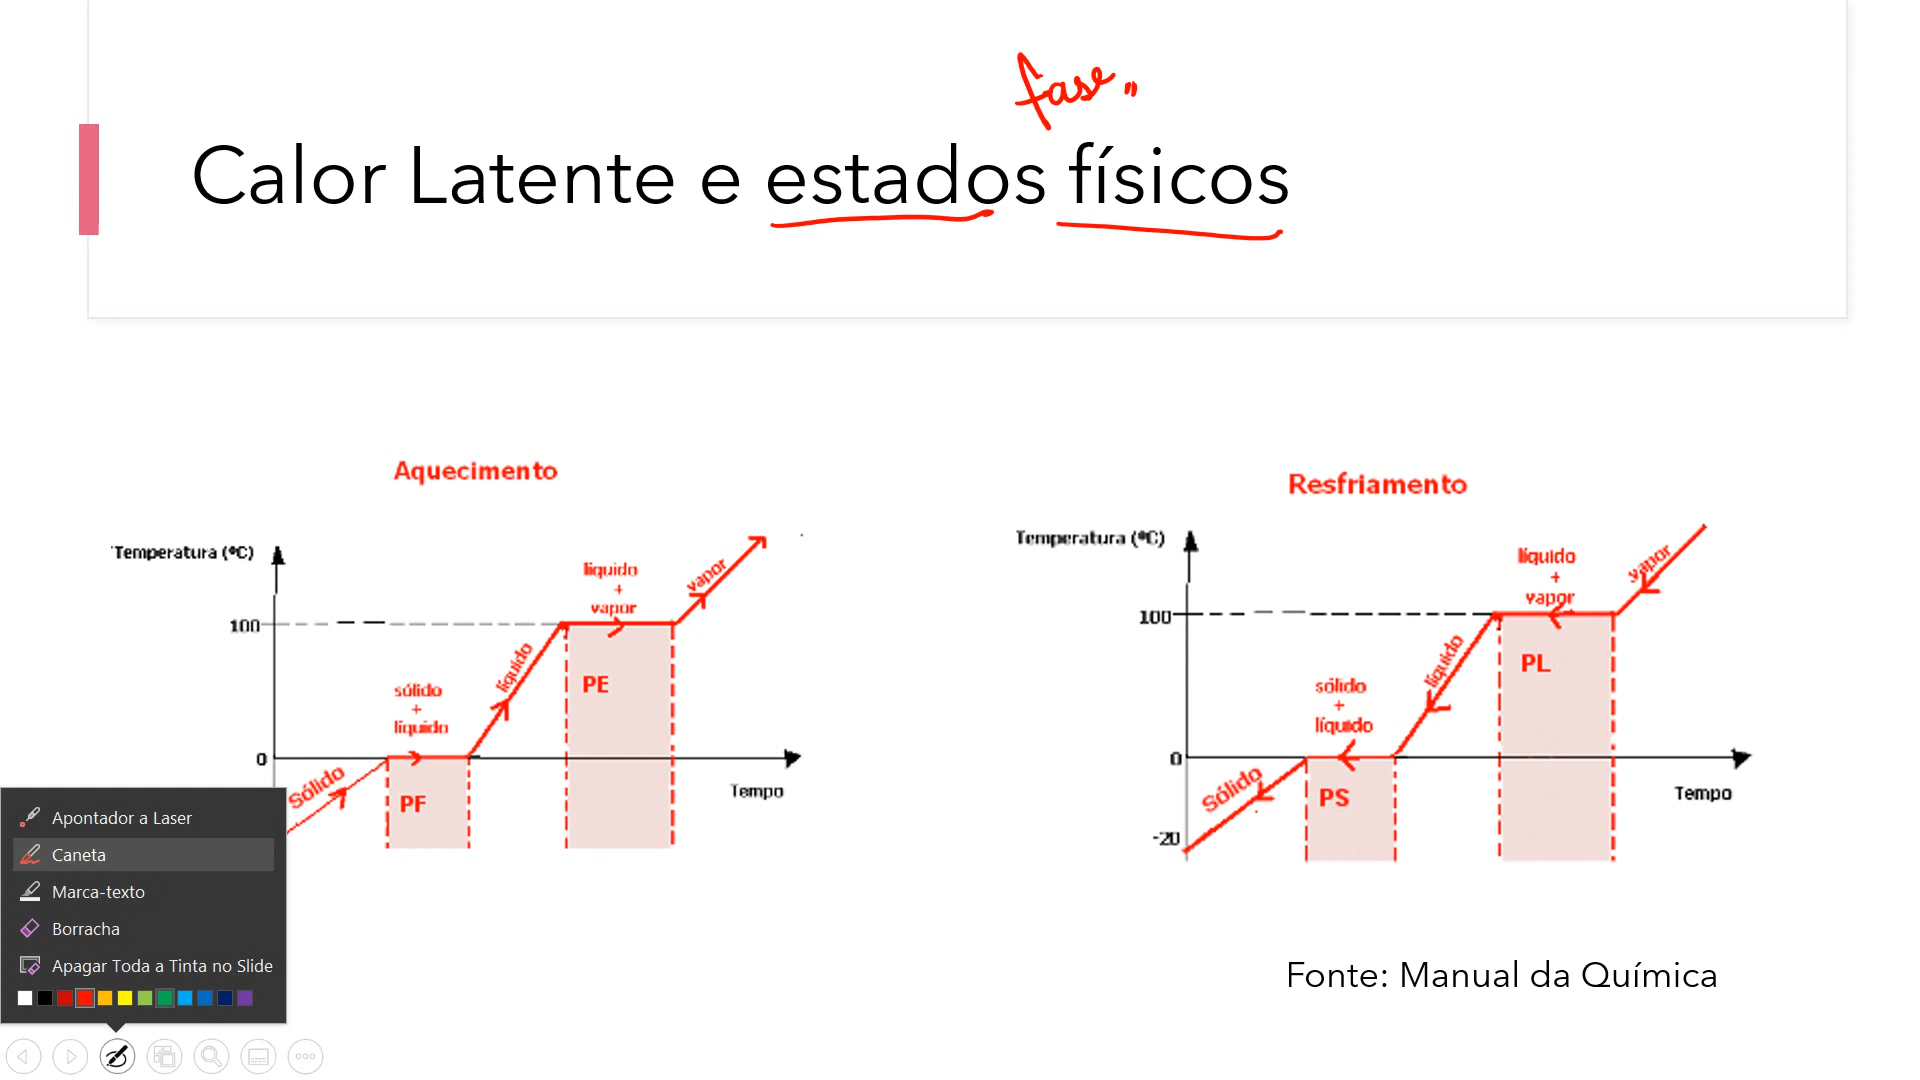 fase
Calor Latente e estados físicos
Aquecimento
Temperatura (ºC)
100
0
Sólido
sólido
+
líquido
PF
líquido
líquido
+
vapor
PE
vapor
Tempo
Resfriamento
Temperatura (ºC)
100
0
-20
Sólido
sólido
+
líquido
PS
líquido
líquido
+
vapor
PL
vapor
Tempo
Apontador a Laser
Caneta
Marca-texto
Borracha
Apagar Toda a Tinta no Slide
Fonte: Manual da Química